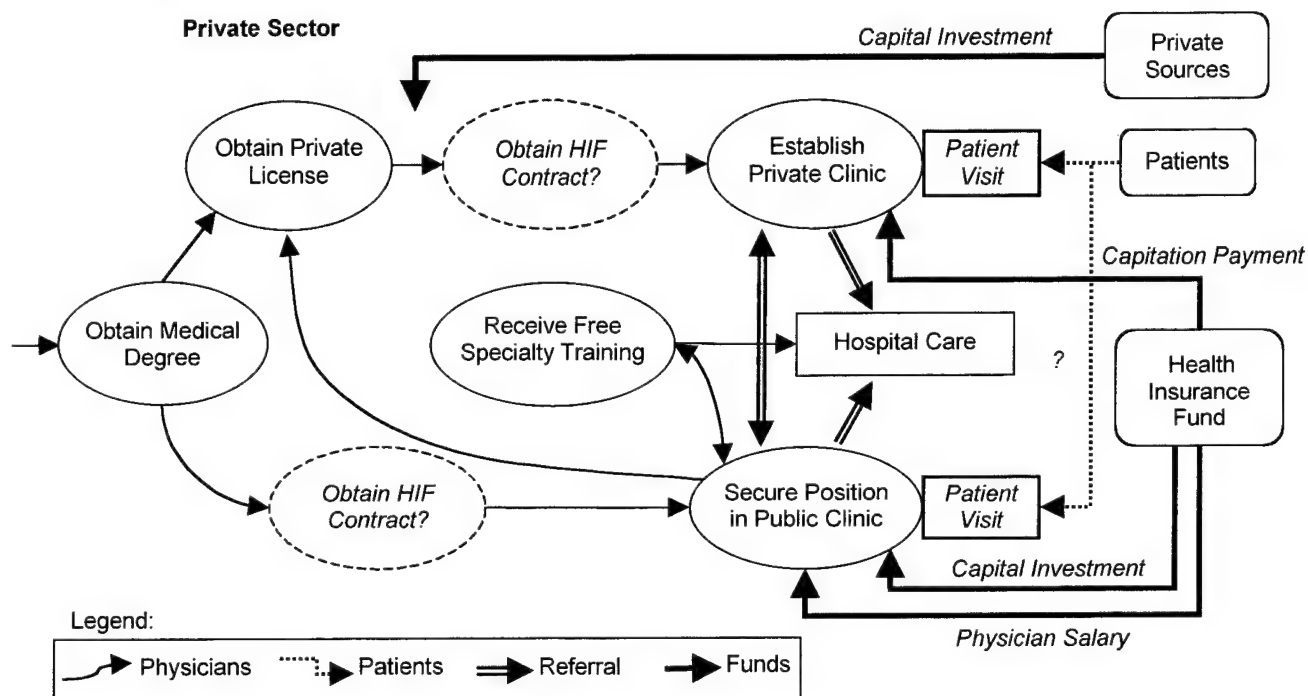 Private Sector
Capital Investment
Private
Sources
Obtain Private
License
Obtain HIF
Contract?
Establish
Private Clinic
Patient
Visit
Patients
Capitation Payment
Obtain Medical
Degree
Receive Free
Specialty Training
Hospital Care
?
Health
Insurance
Fund
Obtain HIF
Contract?
Secure Position
in Public Clinic
Patient
Visit
Capital Investment
Physician Salary
Legend:
Physicians
Patients
Referral
Funds